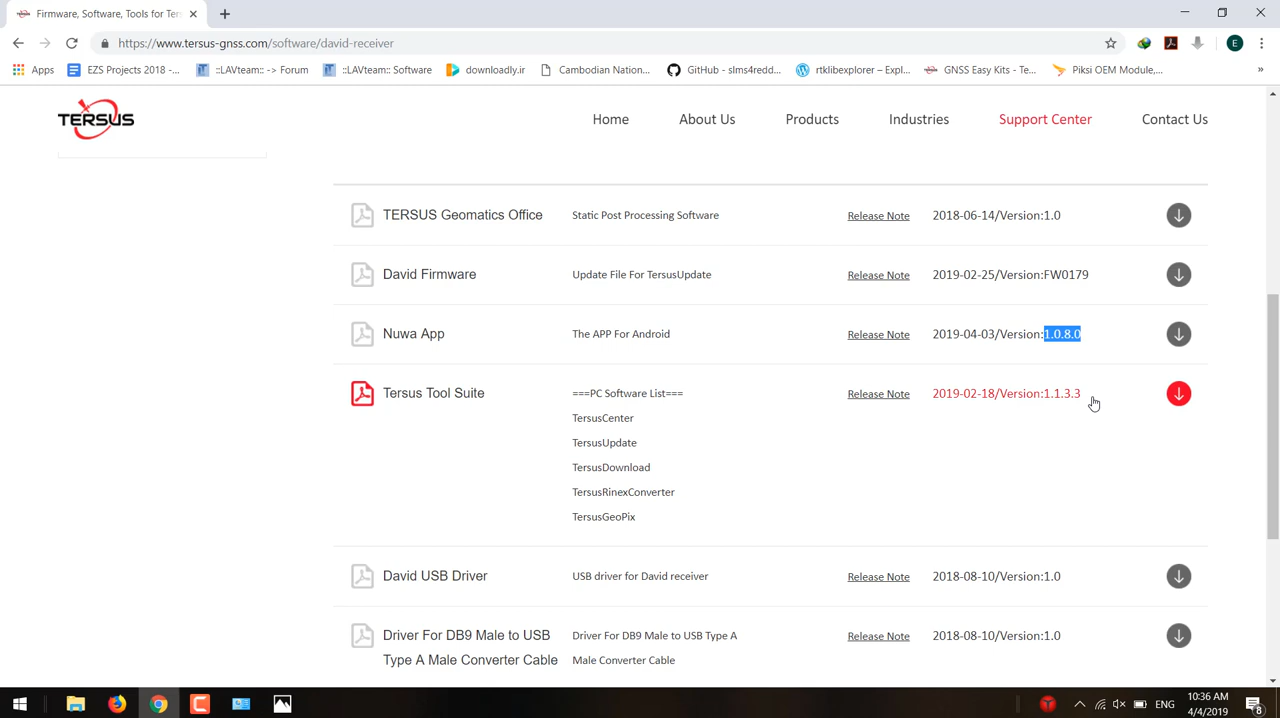 Firmware, Software, Tools for Ter
https://www.tersus-gnss.com/software/david-receiver
E
Apps
EZS Projects 2018 -...
::LAVteam:: -> Forum
::LAVteam:: Software
downloadly.ir
Cambodian Nation...
GitHub - slms4redd...
rtklibexplorer – Expl...
GNSS Easy Kits - Te...
Piksi OEM Module,...
»
TERSUS
Home
About Us
Products
Industries
Support Center
Contact Us
TERSUS Geomatics Office
Static Post Processing Software
Release Note
2018-06-14/Version:1.0
David Firmware
Update File For TersusUpdate
Release Note
2019-02-25/Version:FW0179
Nuwa App
The APP For Android
Release Note
2019-04-03/Version:1.0.8.0
Tersus Tool Suite
===PC Software List===
TersusCenter
TersusUpdate
TersusDownload
TersusRinexConverter
TersusGeoPix
Release Note
2019-02-18/Version:1.1.3.3
David USB Driver
USB driver for David receiver
Release Note
2018-08-10/Version:1.0
Driver For DB9 Male to USB
Type A Male Converter Cable
Driver For DB9 Male to USB Type A
Male Converter Cable
Release Note
2018-08-10/Version:1.0
ENG
10:36 AM
4/4/2019
8